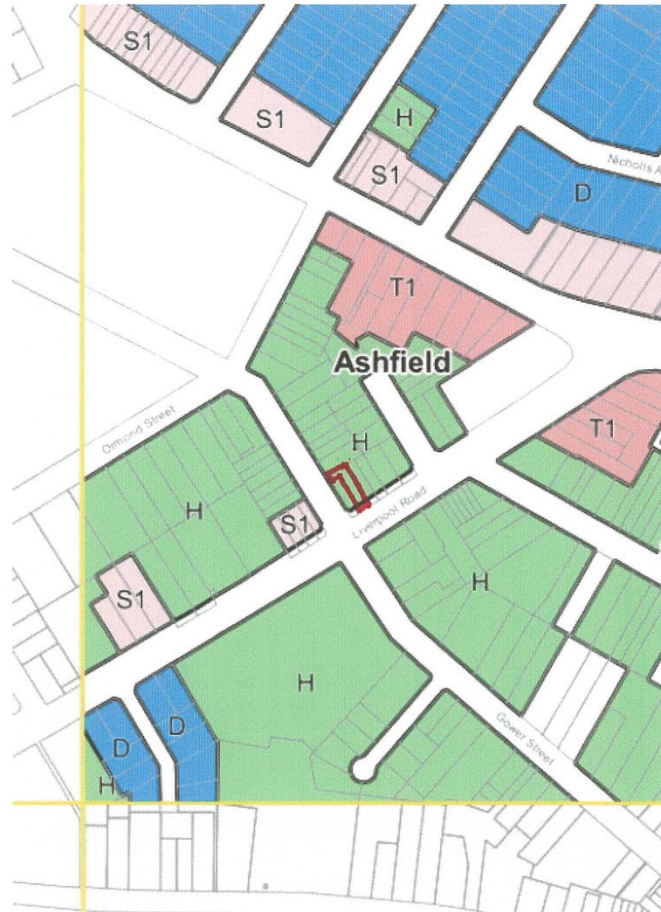 S1
S1
H
S1
Nicholls A
D
T1
Ashfield
Ormond Street
H
T1
H
S1
Liverpool Road
S1
H
H
D
D
H
Gower Street